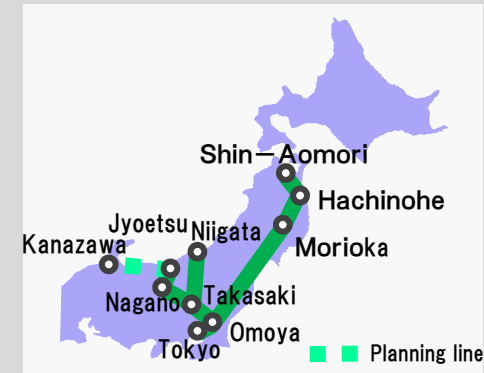 Shin－Aomori
Hachinohe
Jyoetsu
Niigata
Kanazawa
Morioka
Nagano
Takasaki
Omoya
Tokyo
Planning line